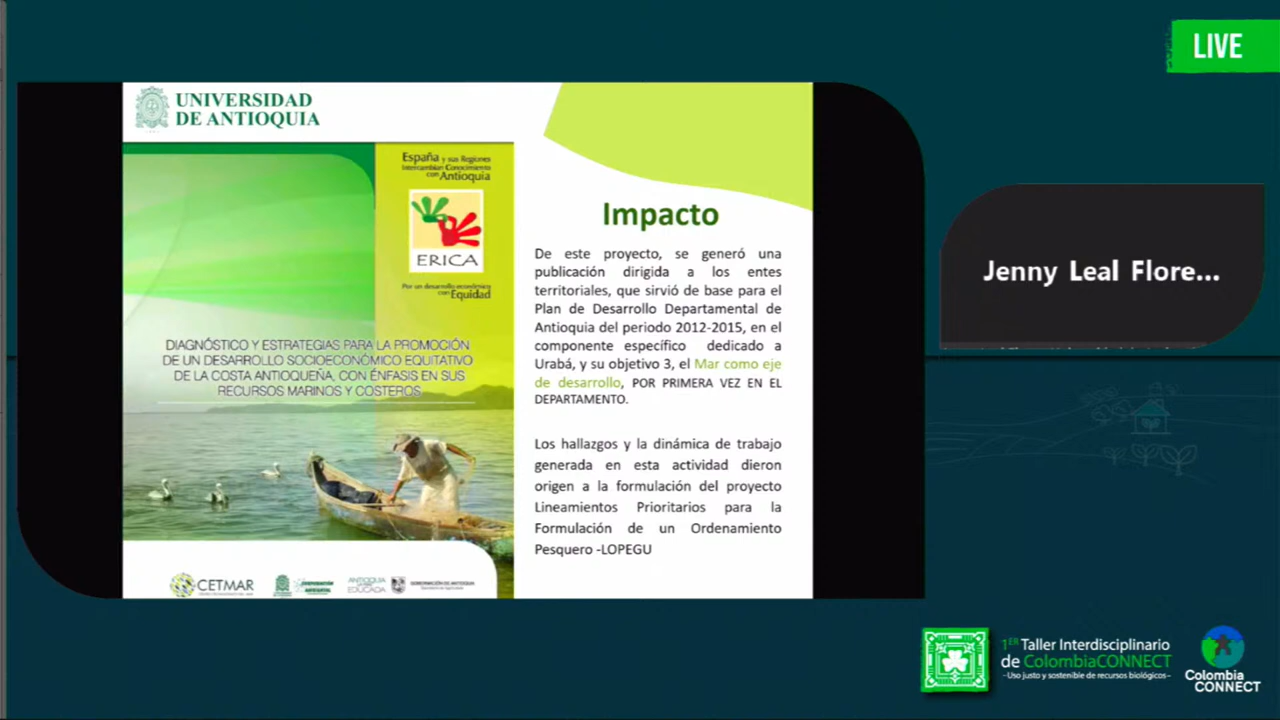 LIVE
UNIVERSIDAD
DE ANTIOQUIA
España y sus Regiones
Intercambian Conocimiento
con Antioquia
ERICA
Por un desarrollo económico
con Equidad
DIAGNÓSTICO Y ESTRATEGIAS PARA LA PROMOCIÓN
DE UN DESARROLLO SOCIOECONÓMICO EQUITATIVO
DE LA COSTA ANTIOQUEÑA, CON ÉNFASIS EN SUS
RECURSOS MARINOS Y COSTEROS
CETMAR
ANTIOQUIA
EDUCADA
GOBERNACIÓN DE ANTIOQUIA
Impacto
De este proyecto, se generó una
publicación dirigida a los entes
territoriales, que sirvió de base para el
Plan de Desarrollo Departamental de
Antioquia del periodo 2012-2015, en el
componente específico dedicado a
Urabá, y su objetivo 3, el Mar como eje
de desarrollo, POR PRIMERA VEZ EN EL
DEPARTAMENTO.
Los hallazgos y la dinámica de trabajo
generada en esta actividad dieron
origen a la formulación del proyecto
Lineamientos Prioritarios para la
Formulación de un Ordenamiento
Pesquero -LOPEGU
Jenny Leal Flore...
1ER Taller Interdisciplinario
de ColombiaCONNECT
-Uso justo y sostenible de recursos biológicos-
Colombia
CONNECT